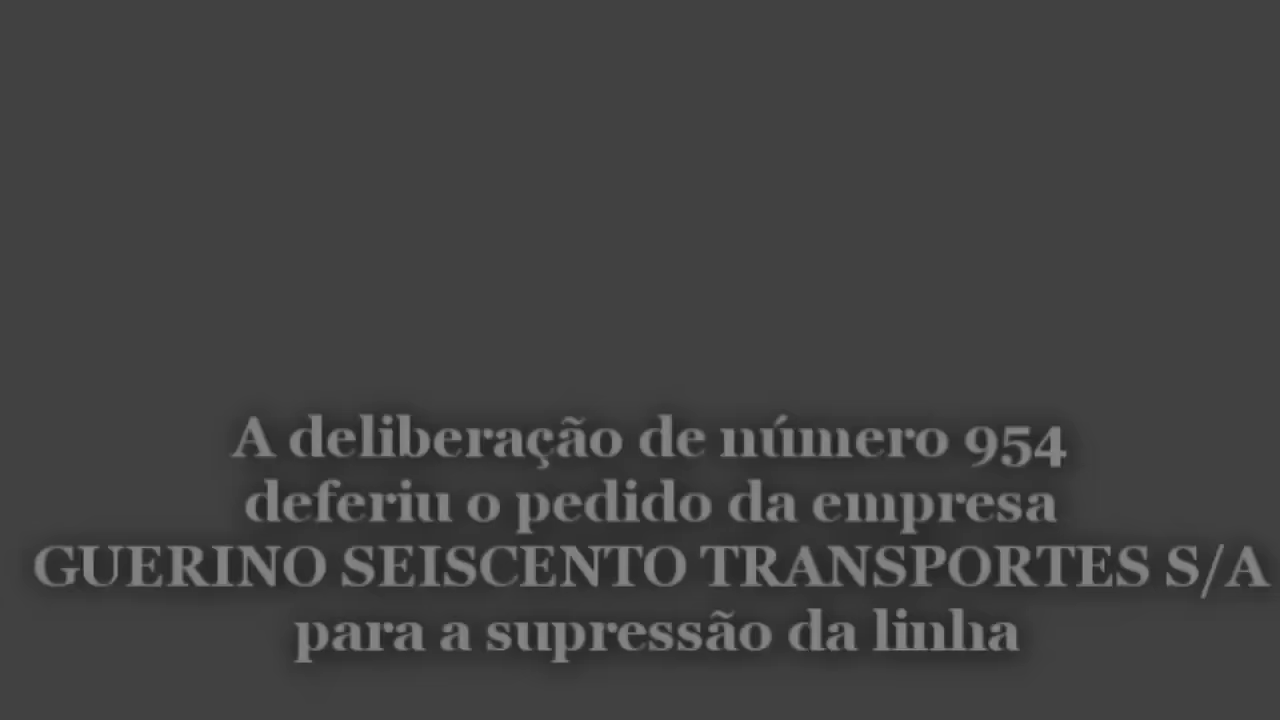 A deliberação de número 954
deferiu o pedido da empresa
GUERINO SEISCENTO TRANSPORTES S/A
para a supressão da linha